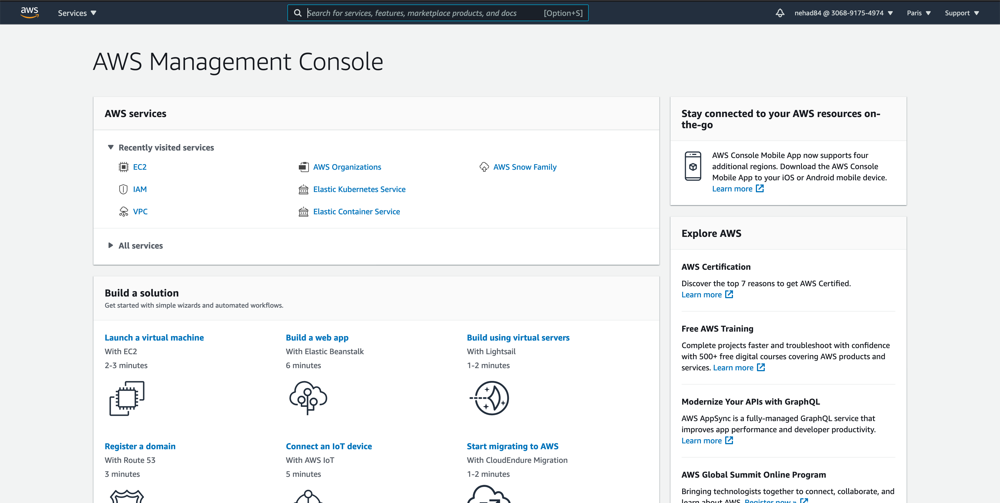 aws
Services
Search for services, features, marketplace products, and docs
[Option+S]
nehad84 @ 3068-9175-4974
Paris
Support
AWS Management Console
AWS services
Recently visited services
EC2
AWS Organizations
AWS Snow Family
IAM
Elastic Kubernetes Service
VPC
Elastic Container Service
All services
Build a solution
Get started with simple wizards and automated workflows.
Launch a virtual machine
With EC2
2-3 minutes
Build a web app
With Elastic Beanstalk
6 minutes
Build using virtual servers
With Lightsail
1-2 minutes
Register a domain
With Route 53
3 minutes
Connect an IoT device
With AWS IoT
5 minutes
Start migrating to AWS
With CloudEndure Migration
1-2 minutes
Stay connected to your AWS resources on-
the-go
AWS Console Mobile App now supports four
additional regions. Download the AWS Console
Mobile App to your iOS or Android mobile device.
Learn more
Explore AWS
AWS Certification
Discover the top 7 reasons to get AWS Certified.
Learn more
Free AWS Training
Complete projects faster and troubleshoot with confidence
with 500+ free digital courses covering AWS products and
services. Learn more
Modernize Your APIs with GraphQL
AWS AppSync is a fully-managed GraphQL service that
improves app performance and developer productivity.
Learn more
AWS Global Summit Online Program
Bringing technologists together to connect, collaborate, and
learn about AWS. Register now »